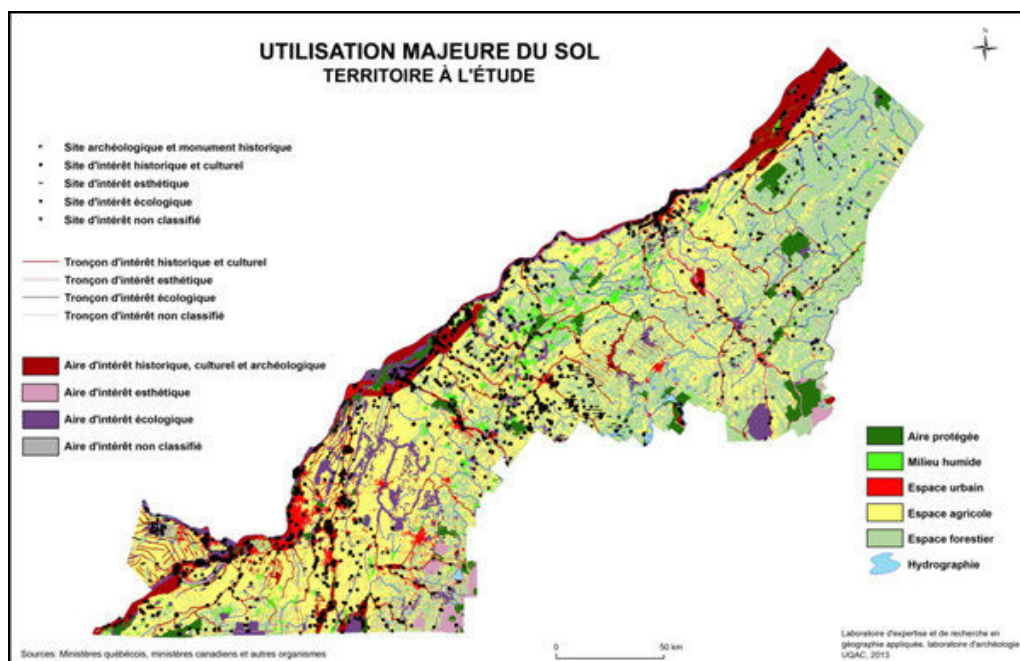 UTILISATION MAJEURE DU SOL
TERRITOIRE À L'ÉTUDE
N
Site archéologique et monument historique
Site d'intérêt historique et culturel
Site d'intérêt esthétique
Site d'intérêt écologique
Site d'intérêt non classifié
Tronçon d'intérêt historique et culturel
Tronçon d'intérêt esthétique
Tronçon d'intérêt écologique
Tronçon d'intérêt non classifié
Aire d'intérêt historique, culturel et archéologique
Aire d'intérêt esthétique
Aire d'intérêt écologique
Aire d'intérêt non classifié
Aire protégée
Milieu humide
Espace urbain
Espace agricole
Espace forestier
Hydrographie
0 50 km
Sources: Ministères québécois, ministères canadiens et autres organismes
Laboratoire d'expertise et de recherche en
géographie appliquée, laboratoire d'archéologie
UQAC, 2013